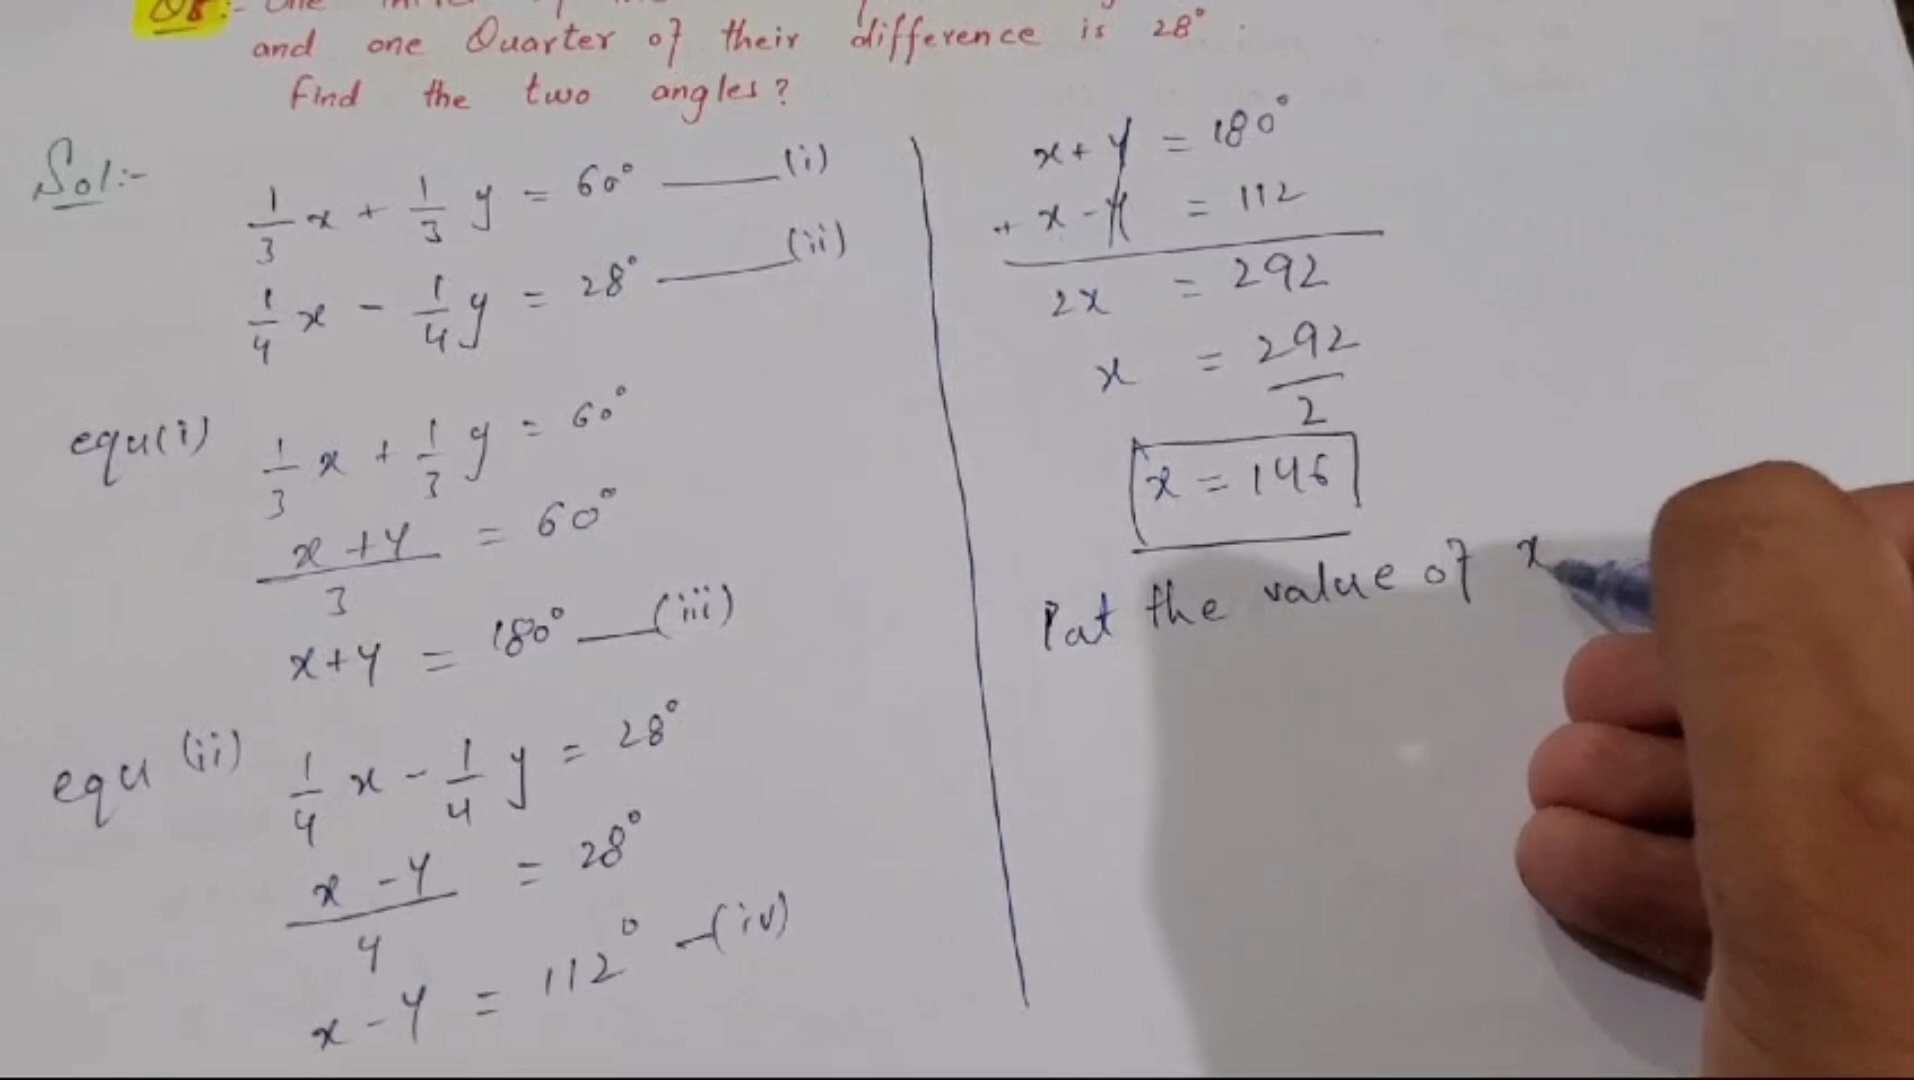 Q8:- One
and one Quarter of their difference is 28°.
Find the two angles?
Sol:-
1/3 x + 1/3 y = 60° ——(i)
1/4 x - 1/4 y = 28° ——(ii)
equ(i) 1/3 x + 1/3 y = 60°
x+y/3 = 60°
x+y = 180° ——(iii)
equ (ii) 1/4 x - 1/4 y = 28°
x-y/4 = 28°
x-y = 112° —(iv)
x+y = 180°
+ x-y = 112
2x = 292
x = 292/2
x = 146
Put the value of x